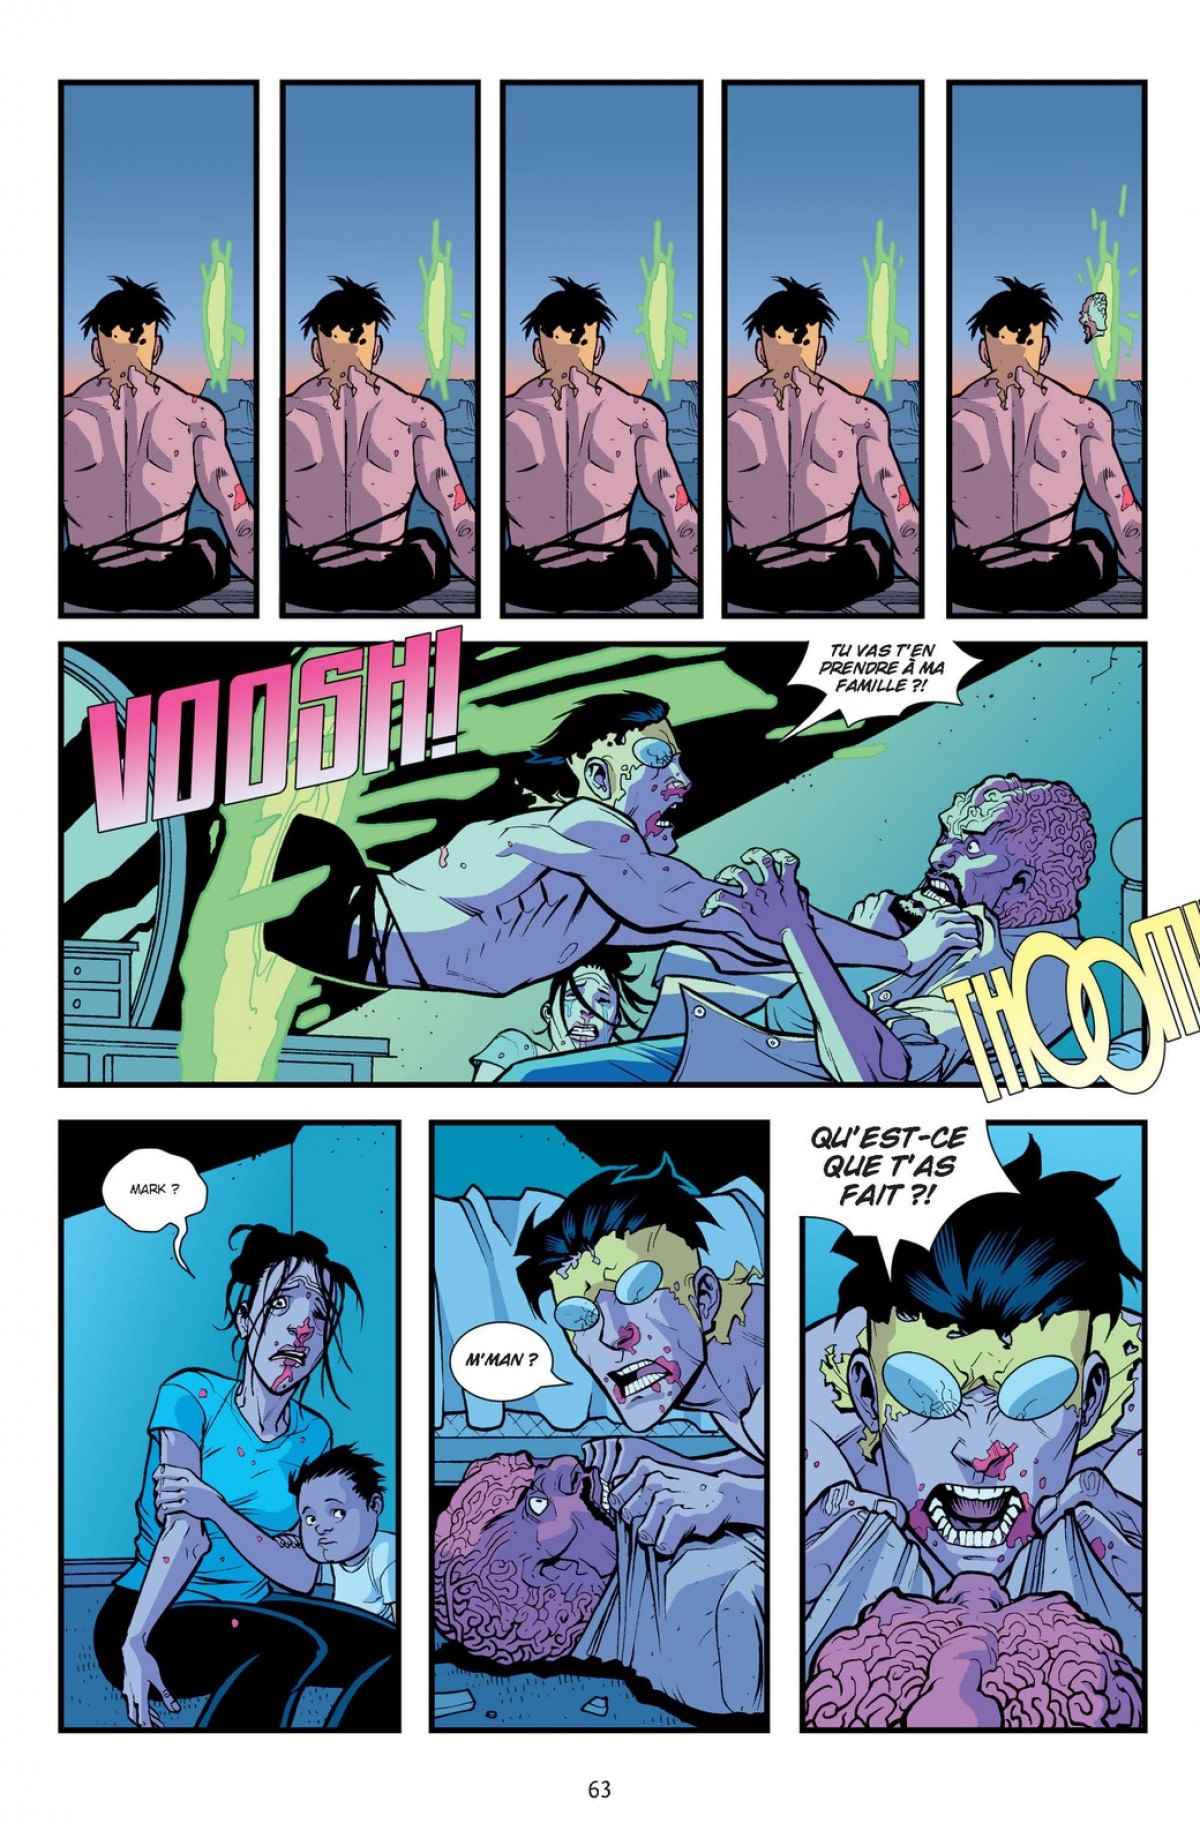 VOOSH!
TU VAS T'EN
PRENDRE À MA
FAMILLE ?!
THOOM
MARK ?
M'MAN ?
QU'EST-CE
QUE T'AS
FAIT ?!
63